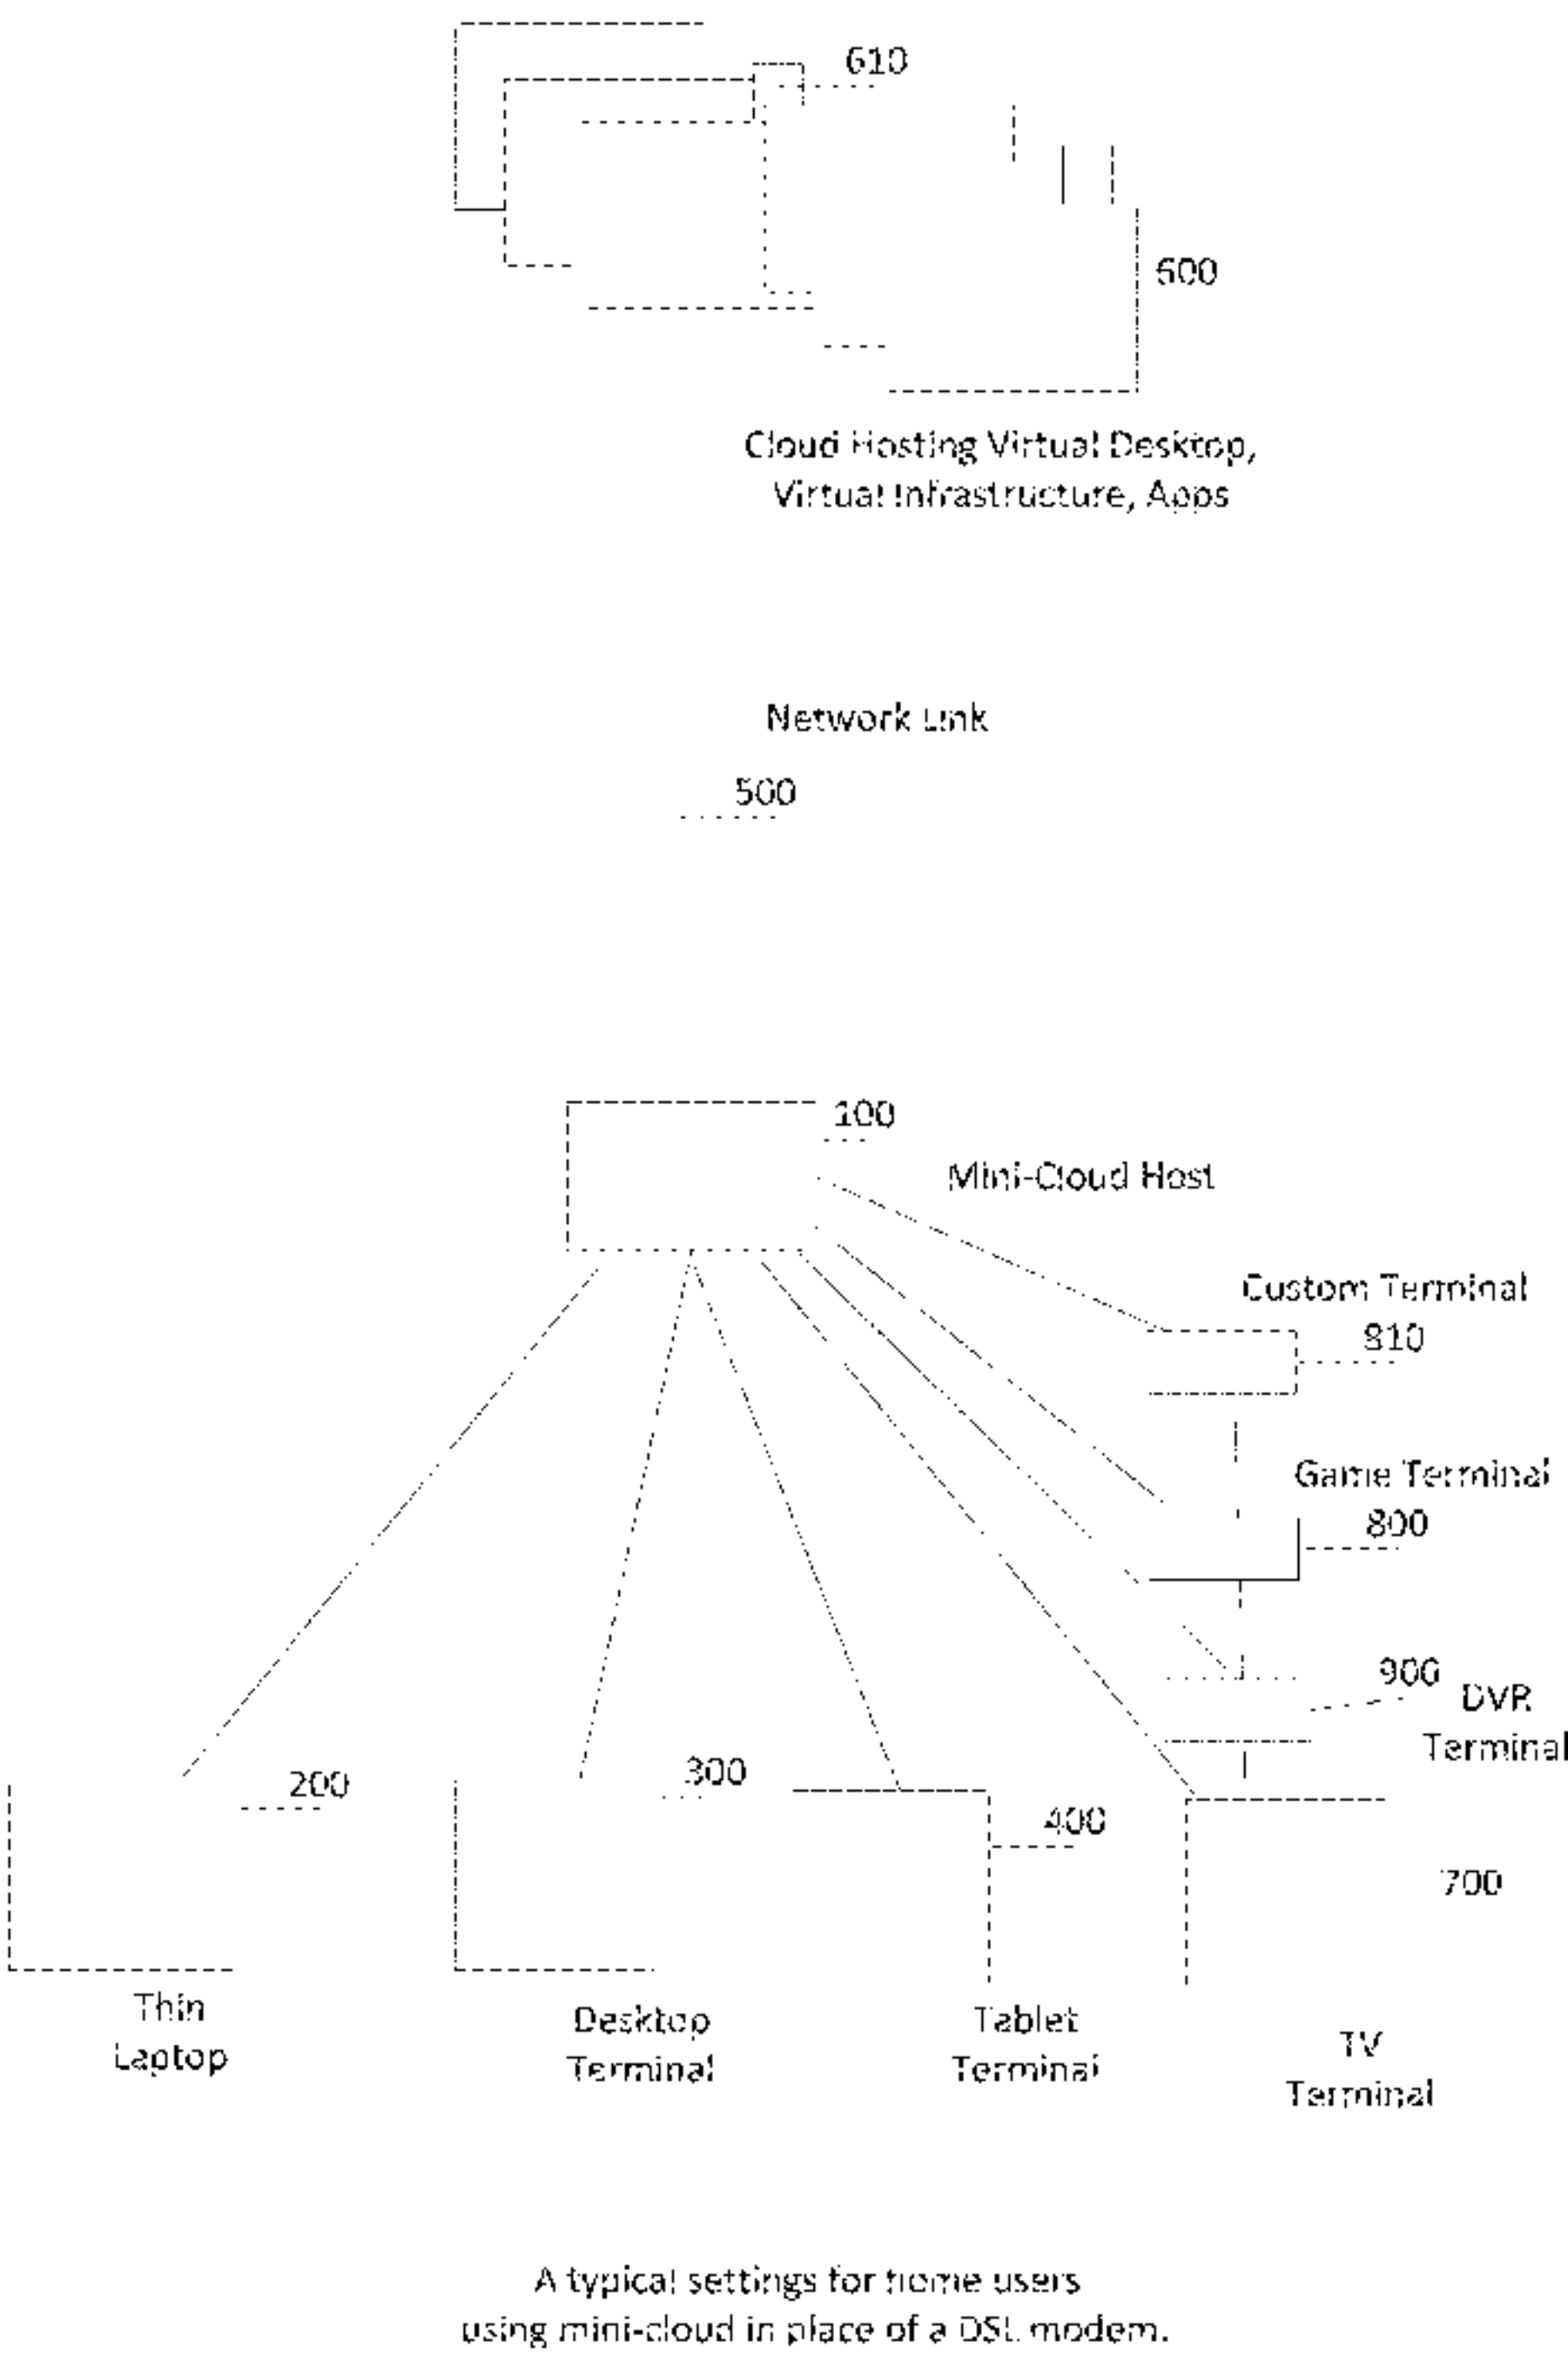 610
600
Cloud Hosting Virtual Desktop,
Virtual Infrastructure, Apps
Network Link
500
100
Mini-Cloud Host
Custom Terminal
810
Game Terminal
800
900
DVR
Terminal
200
300
400
700
Thin
Laptop
Desktop
Terminal
Tablet
Terminal
TV
Terminal
A typical settings for home users
using mini-cloud in place of a DSL modem.